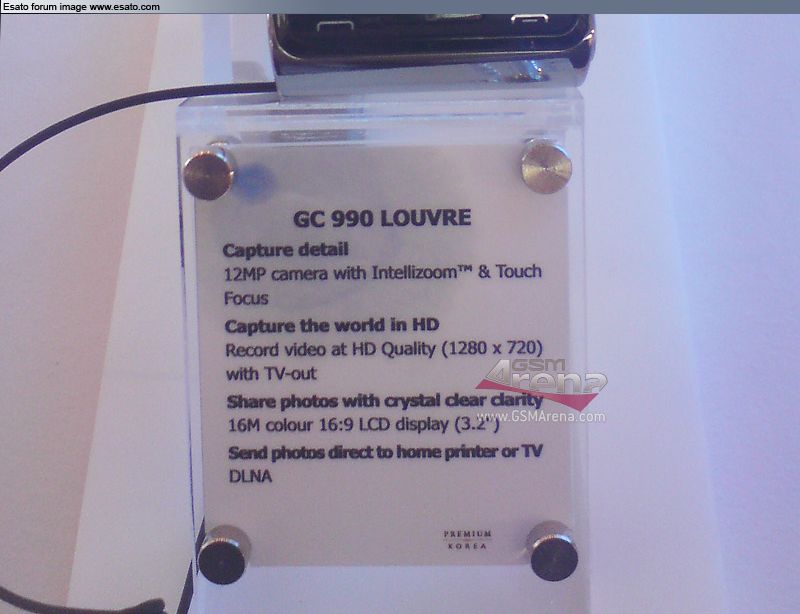 Esato forum image www.esato.com
GC 990 LOUVRE
Capture detail
12MP camera with Intellizoom™ & Touch
Focus
Capture the world in HD
Record video at HD Quality (1280 x 720)
with TV-out
Share photos with crystal clear clarity
16M colour 16:9 LCD display (3.2")
Send photos direct to home printer or TV
DLNA
GSM
Arena
www.GSMArena.com
PREMIUM
KOREA